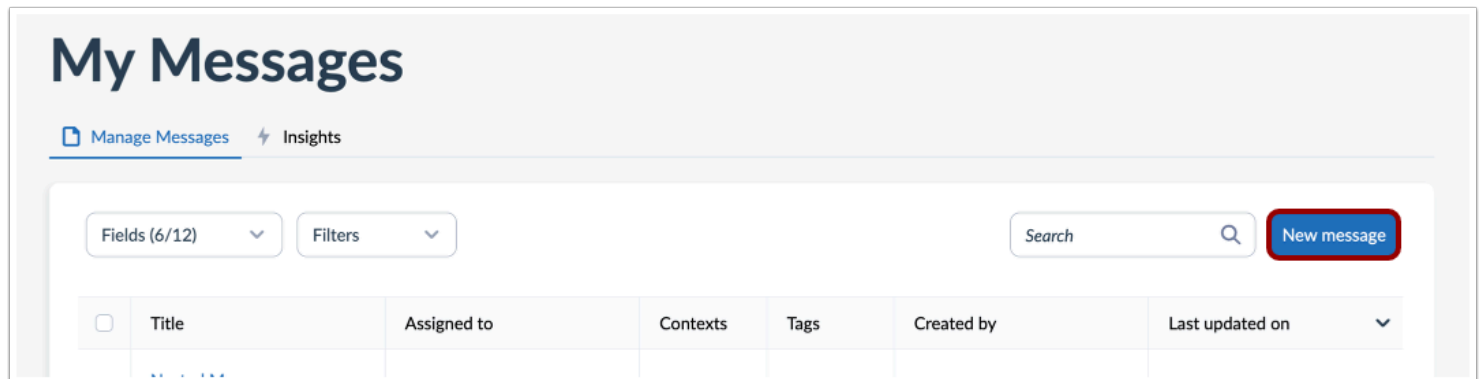 My Messages
Manage Messages Insights
Fields (6/12) Filters Search New message
Title Assigned to Contexts Tags Created by Last updated on